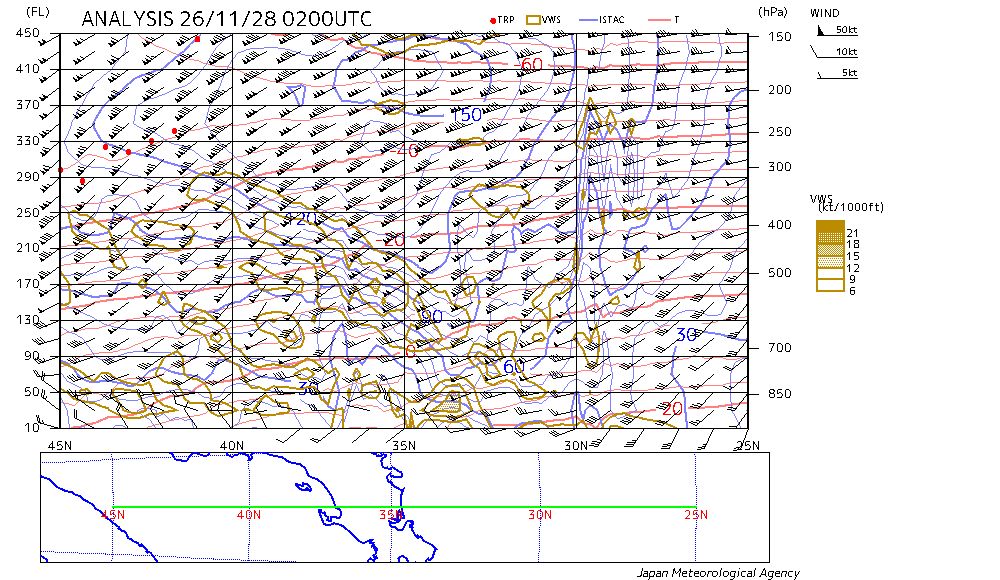 (FL) ANALYSIS 26/11/28 0200UTC TRP VWS ISTAC T (hPa) WIND
450 150 50kt
10kt
-60
410 5kt
200
370
150
250
330
-40
300
290
VWS
(kt/1000ft)
250
-20 400
21
210 -20 18
15
500 12
170 9
6
90
130
30
700
90 0
60
30
50 850
20
10
45N 40N 35N 30N 25N
45N 40N 35N 30N 25N
Japan Meteorological Agency